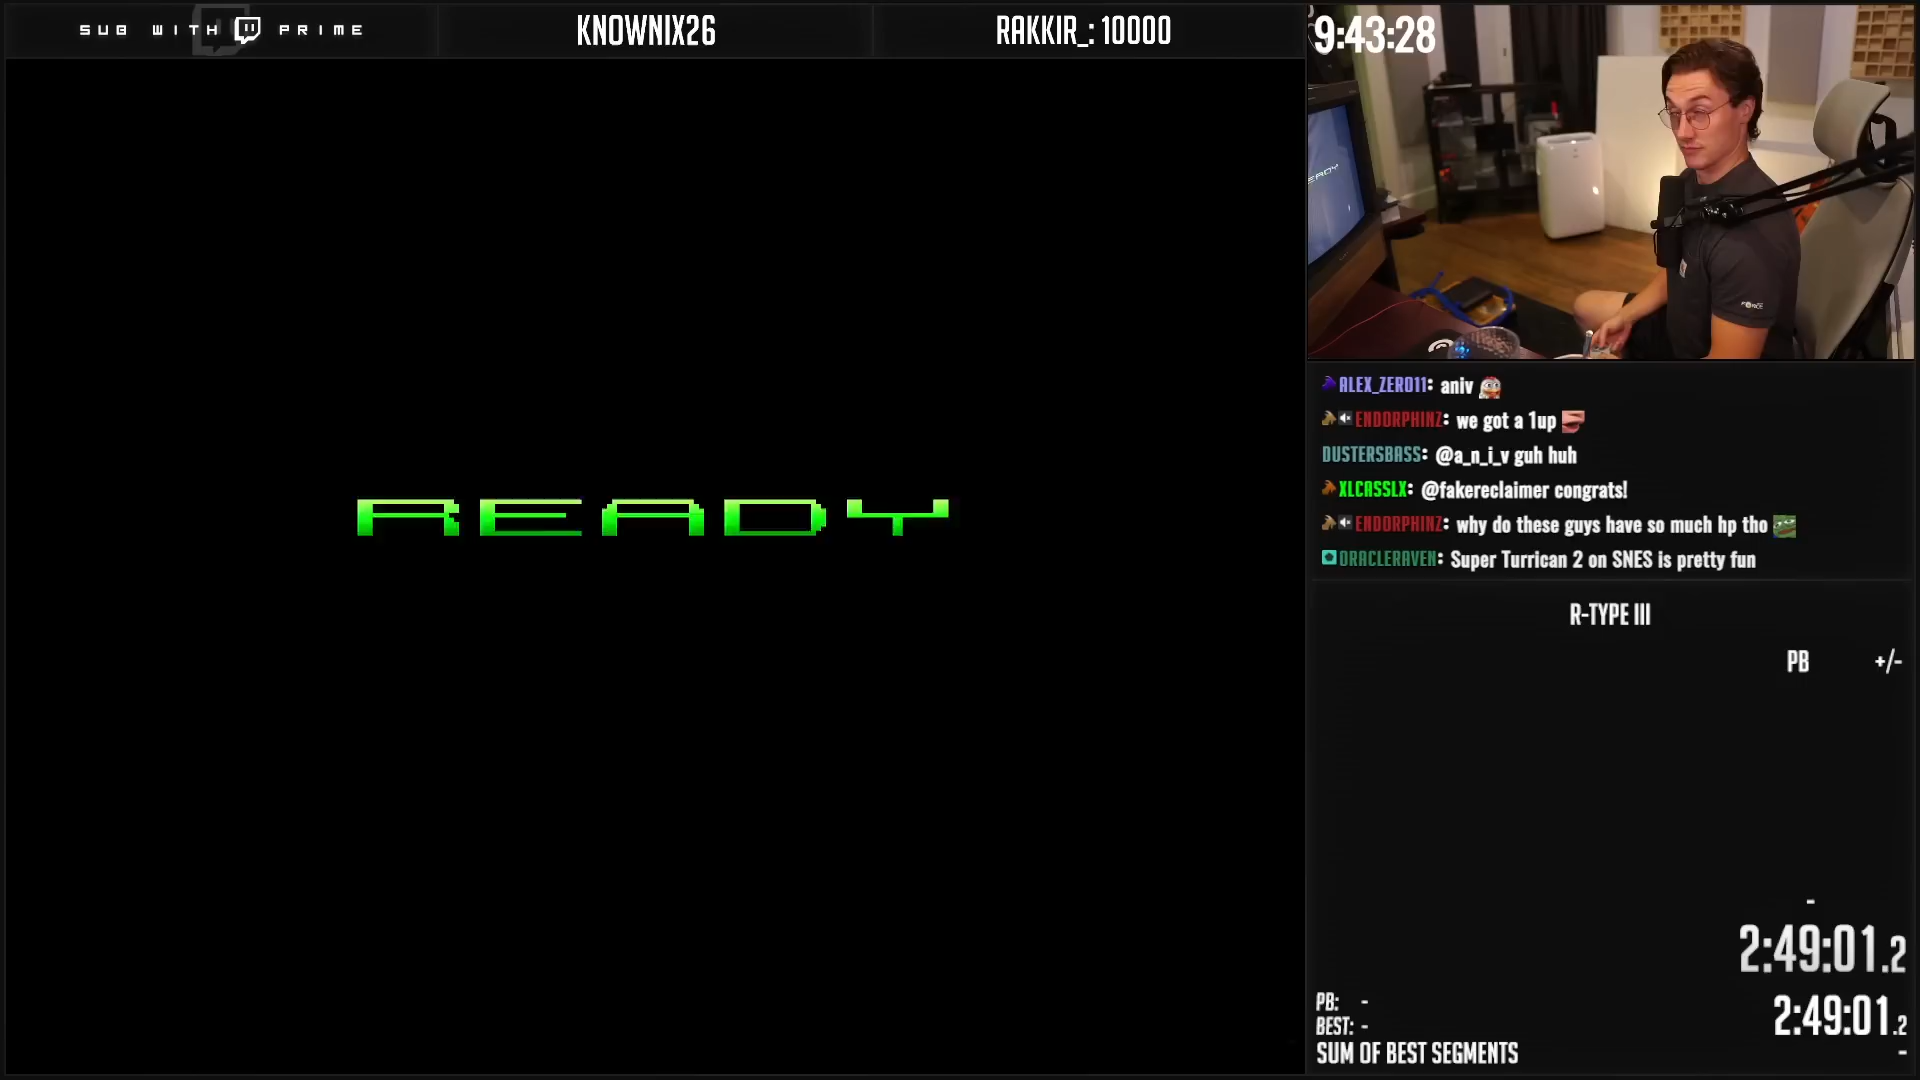 SUB WITH PRIME
KNOWNIX26
RAKKIR_: 10000
9:43:28
READY
ALEX_ZERO11: aniv
ENDORPHINZ: we got a 1up
DUSTERSBASS: @a_n_i_v guh huh
XLCASSLX: @fakereclaimer congrats!
ENDORPHINZ: why do these guys have so much hp tho
ORACLERAVEN: Super Turrican 2 on SNES is pretty fun
R-TYPE III
PB +/-
-
2:49:01.2
PB: -
2:49:01.2
BEST: -
SUM OF BEST SEGMENTS -